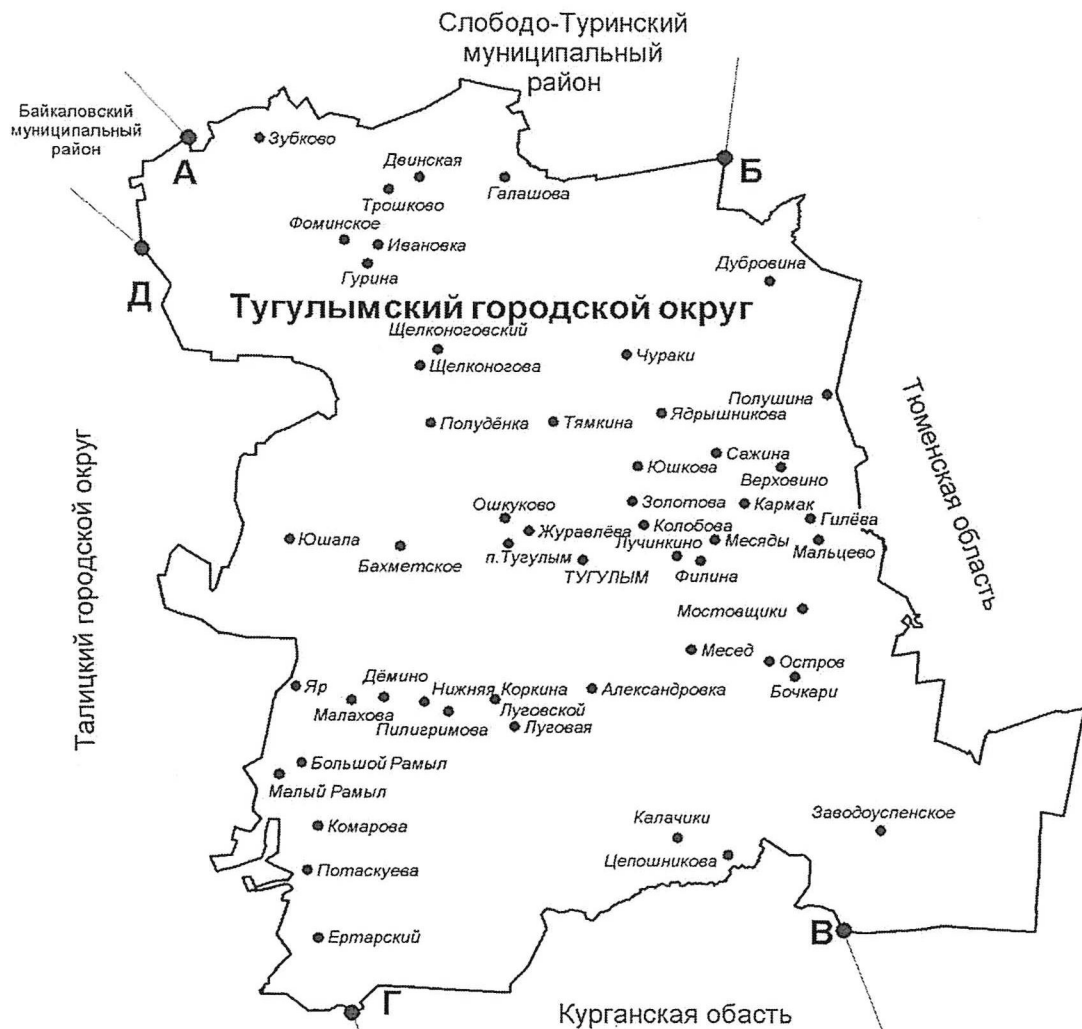 Слободо-Туринский
муниципальный
район
Байкаловский
муниципальный
район
А
Зубково
Двинская
Трошково
Галашова
Б
Фоминское
Ивановка
Гурина
Д
Дубровина
Тугулымский городской округ
Щелконоговский
Щелконогова
Чураки
Полушина
Ядрышникова
Полудёнка
Тямкина
Сажина
Юшкова
Верховино
Тюменская область
Талицкий городской округ
Золотова
Кармак
Ошкуково
Гилёва
Журавлёва
Колобова
Юшала
Лучинкино
Месяды
Мальцево
Бахметское
п.Тугулым
ТУГУЛЫМ
Филина
Мостовщики
Месед
Остров
Бочкари
Яр
Дёмино
Нижняя Коркина
Александровка
Малахова
Луговской
Пилигримова
Луговая
Большой Рамыл
Малый Рамыл
Комарова
Калачики
Заводоуспенское
Цепошникова
Потаскуева
Ертарский
В
Г
Курганская обасть